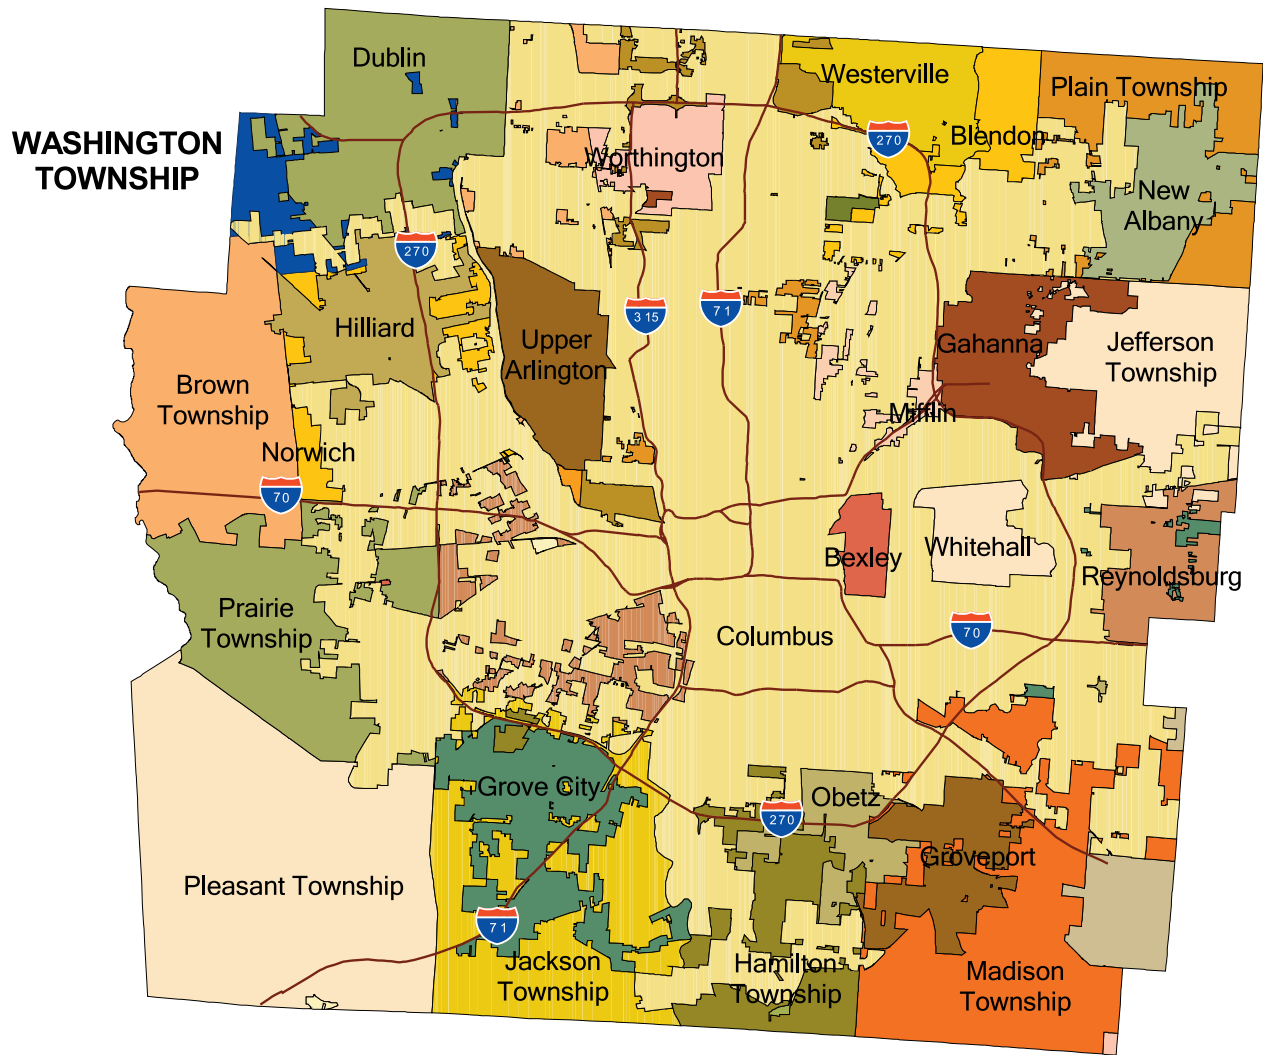 Dublin
Westerville
Plain Township
WASHINGTON
TOWNSHIP
270
Blendon
Worthington
New
Albany
270
315
71
Hilliard
Upper
Arlington
Gahanna
Jefferson
Township
Brown
Township
Mifflin
Norwich
70
Bexley
Whitehall
Reynoldsburg
Prairie
Township
Columbus
70
Grove City
Obetz
270
Groveport
Pleasant Township
71
Jackson
Township
Hamilton
Township
Madison
Township